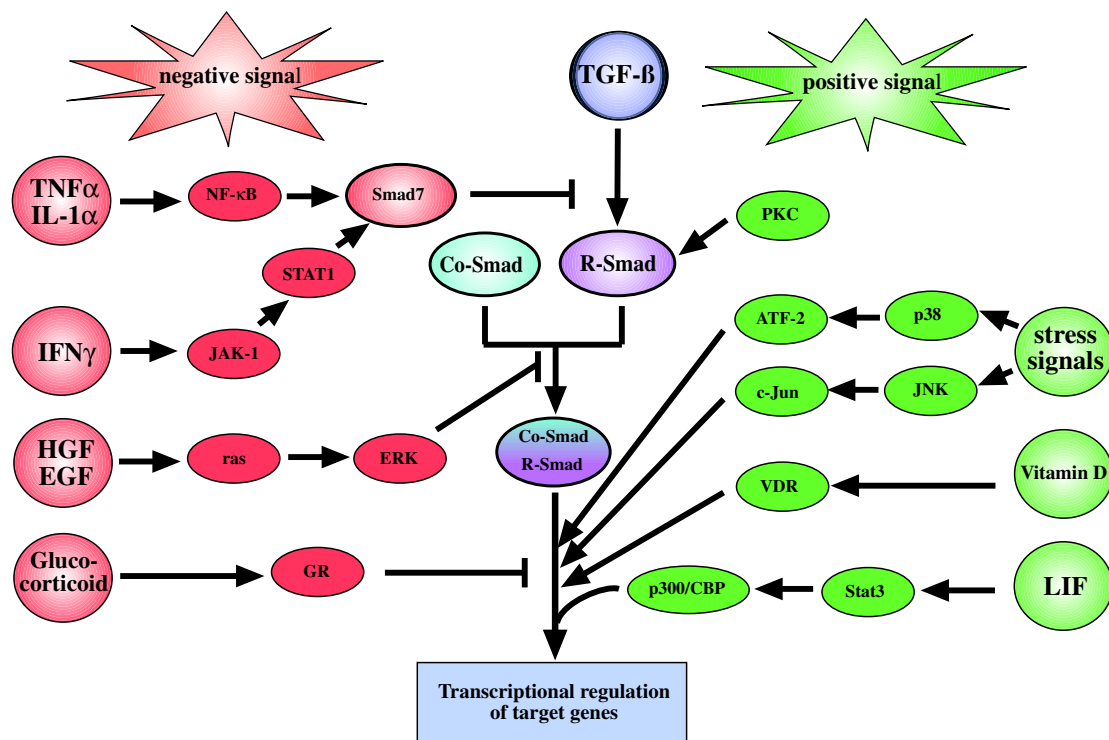 negative signal
TGF-ß
positive signal
TNFα
IL-1α
NF-κB
Smad7
PKC
Co-Smad
R-Smad
STAT1
ATF-2
p38
stress
signals
IFNγ
JAK-1
c-Jun
JNK
HGF
EGF
ras
ERK
Co-Smad
R-Smad
VDR
Vitamin D
Gluco-
corticoid
GR
p300/CBP
Stat3
LIF
Transcriptional regulation
of target genes